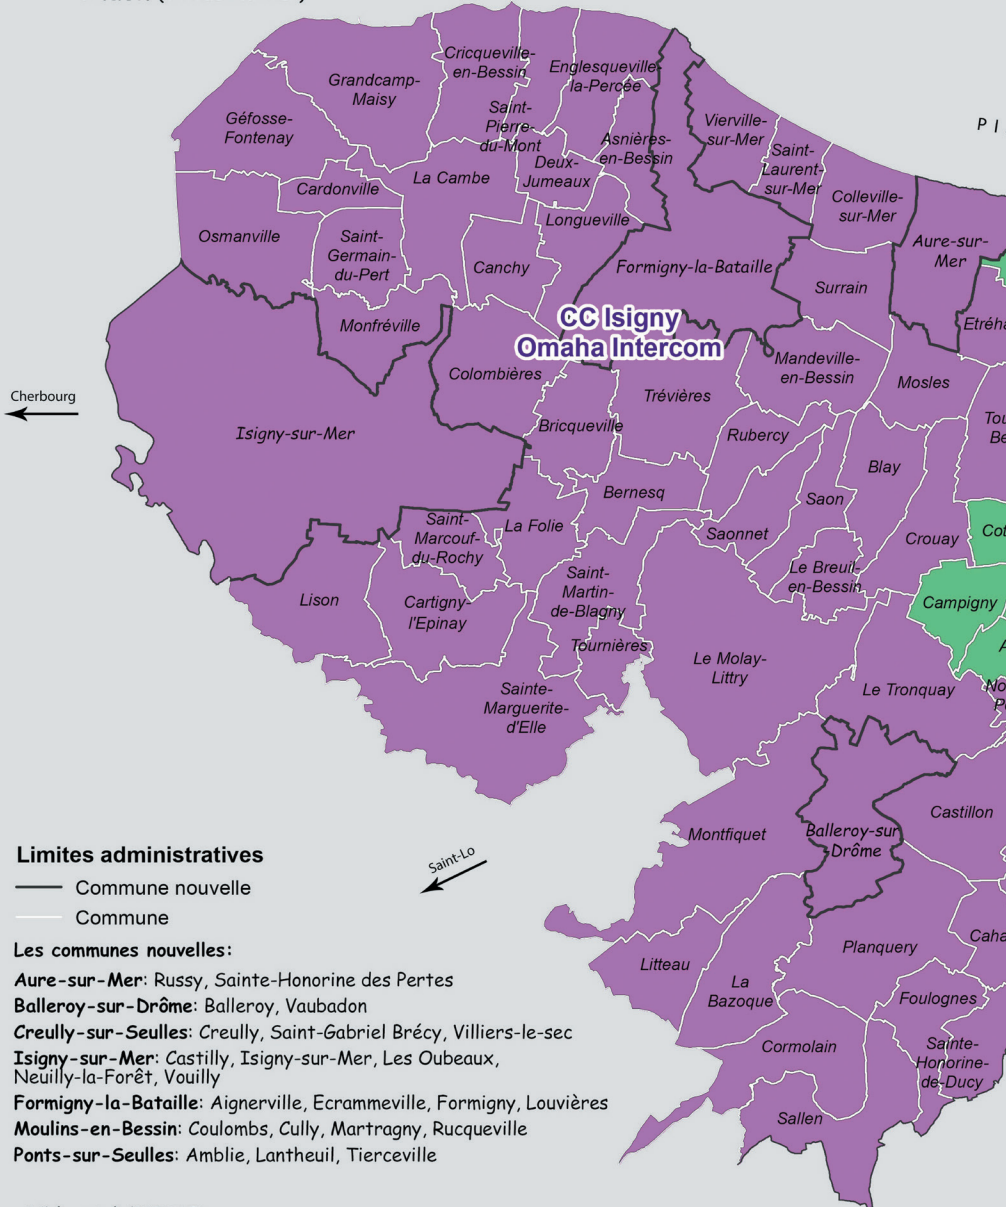 Cricqueville-
en-Bessin
Englesqueville-
la-Percée
Grandcamp-
Maisy
Géfosse-
Fontenay
Saint-
Pierre-
du-Mont
Asnières-
en-Bessin
Vierville-
sur-Mer
P I
Saint-
Laurent-
sur-Mer
Deux-
Jumeaux
La Cambe
Cardonville
Colleville-
sur-Mer
Longueville
Osmanville
Saint-
Germain-
du-Pert
Canchy
Formigny-la-Bataille
Aure-sur-
Mer
Surrain
CC Isigny
Omaha Intercom
Monfréville
Etréha
Colombières
Mandeville-
en-Bessin
Mosles
Trévières
Cherbourg
Isigny-sur-Mer
Bricqueville
Rubercy
Tou
Be
Blay
Bernesq
Saon
Saint-
Marcouf-
du-Rochy
La Folie
Saonnet
Crouay
Cot
Le Breuil-
en-Bessin
Saint-
Martin-
de-Blagny
Lison
Cartigny-
l'Epinay
Campigny
Tournières
A
Le Molay-
Littry
Le Tronquay
No
Sainte-
Marguerite-
d'Elle
Castillon
Montfiquet
Balleroy-sur
Drôme
Saint-Lo
Limites administratives
Commune nouvelle
Commune
Planquery
Caha
Litteau
La
Bazoque
Foulognes
Cormolain
Sainte-
Honorine-
de-Ducy
Sallen
Les communes nouvelles:
Aure-sur-Mer: Russy, Sainte-Honorine des Pertes
Balleroy-sur-Drôme: Balleroy, Vaubadon
Creully-sur-Seulles: Creully, Saint-Gabriel Brécy, Villiers-le-sec
Isigny-sur-Mer: Castilly, Isigny-sur-Mer, Les Oubeaux,
Neuilly-la-Forêt, Vouilly
Formigny-la-Bataille: Aignerville, Ecrammeville, Formigny, Louvières
Moulins-en-Bessin: Coulombs, Cully, Martragny, Rucqueville
Ponts-sur-Seulles: Amblie, Lantheuil, Tierceville